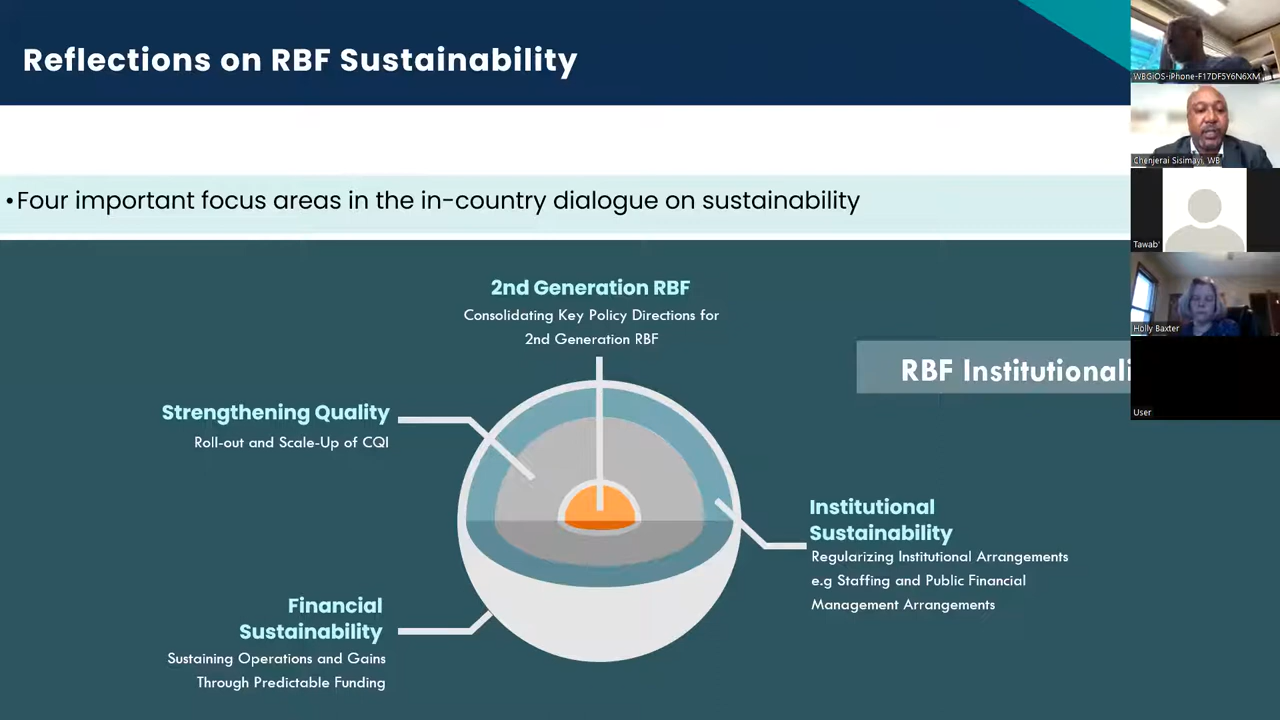 Reflections on RBF Sustainability
•Four important focus areas in the in-country dialogue on sustainability
2nd Generation RBF
Consolidating Key Policy Directions for
2nd Generation RBF
RBF Institutionali
Strengthening Quality
Roll-out and Scale-Up of CQI
Institutional
Sustainability
Regularizing Institutional Arrangements
e.g Staffing and Public Financial
Management Arrangements
Financial
Sustainability
Sustaining Operations and Gains
Through Predictable Funding
WBGiOS-iPhone-F17DF5Y6N6XM
Chenjerai Sisimayi, WB
Tawab'
Holly Baxter
User